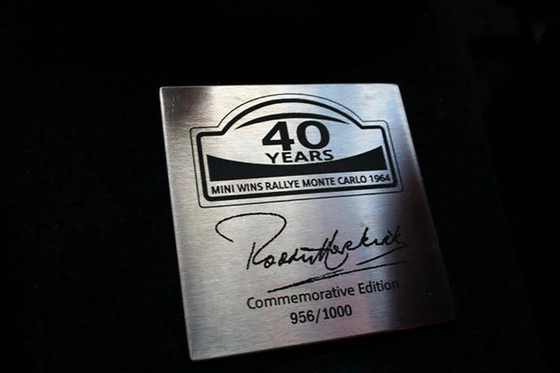 40
YEARS
MINI WINS RALLYE MONTE CARLO 1964
Commemorative Edition
956/1000